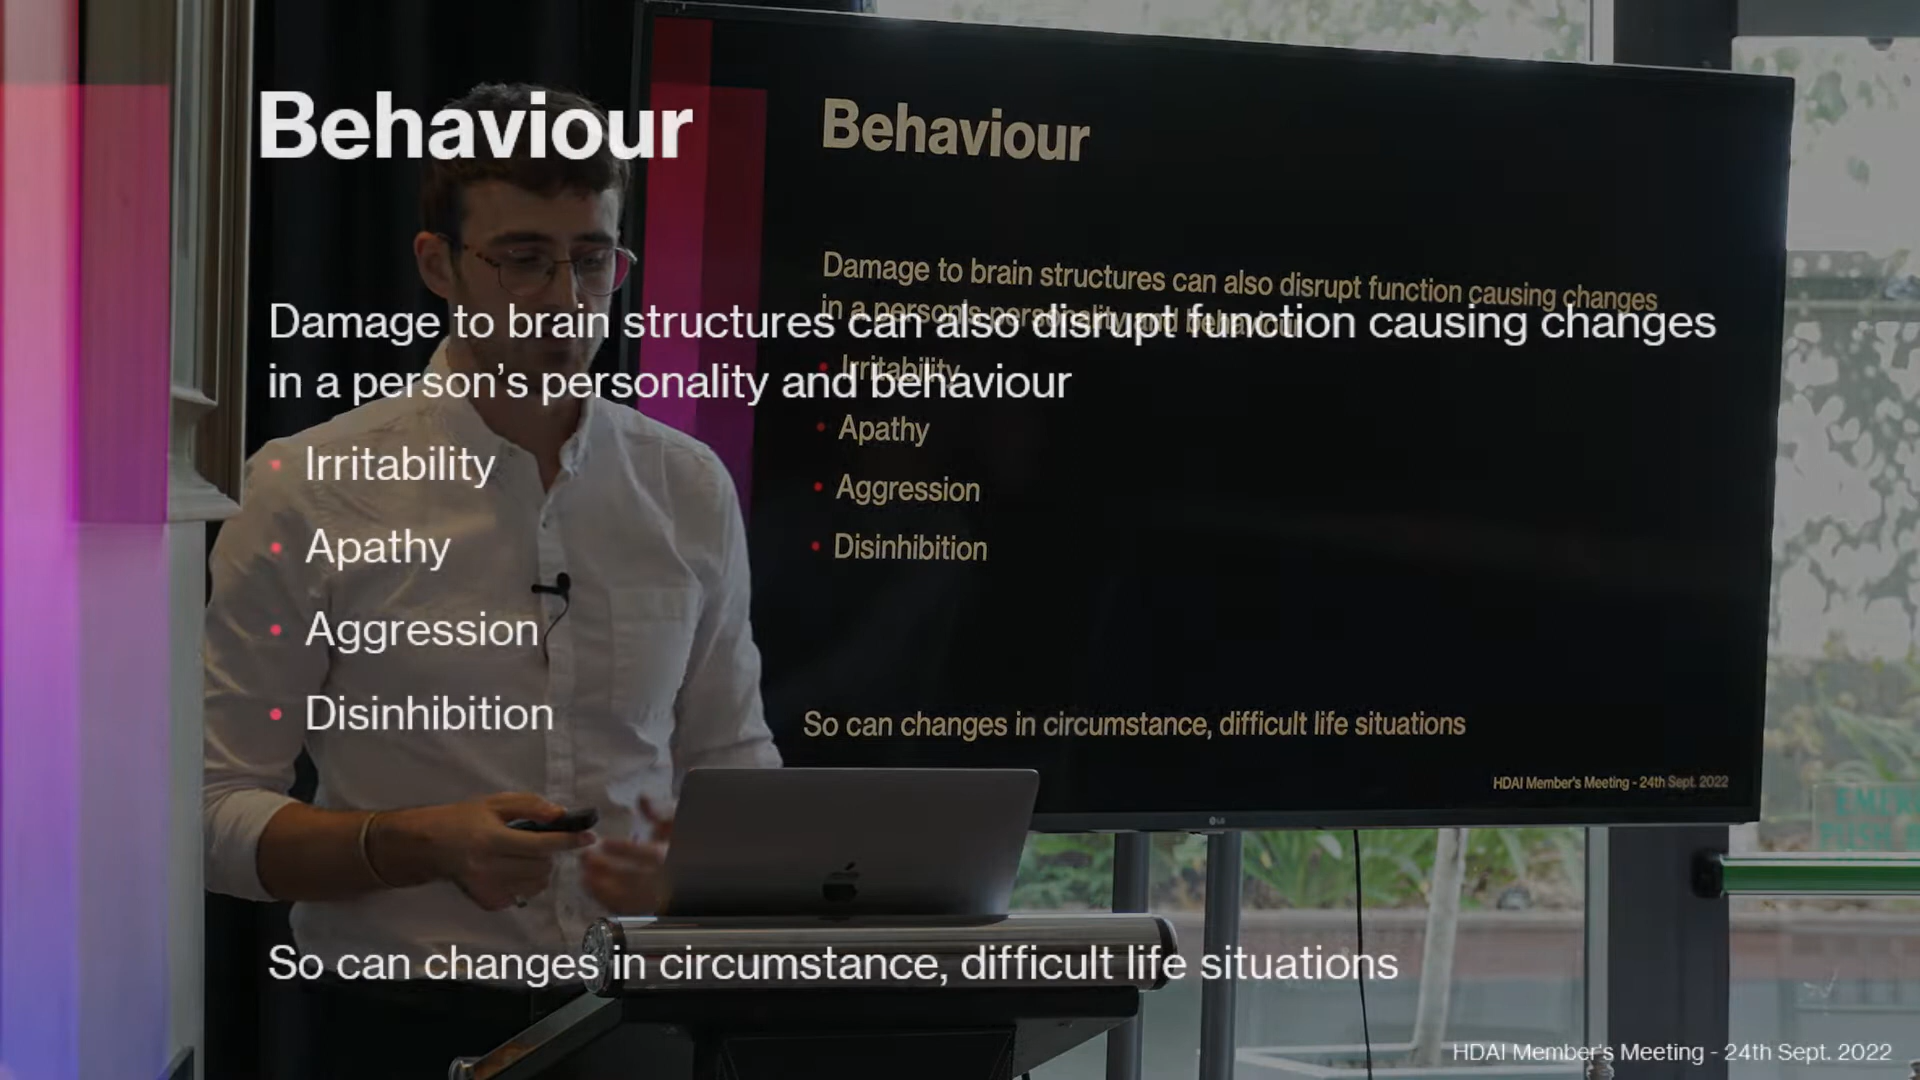 Behaviour
Damage to brain structures can also disrupt function causing changes
in a person’s personality and behaviour
• Irritability
• Apathy
• Aggression
• Disinhibition
So can changes in circumstance, difficult life situations
HDAI Member's Meeting - 24th Sept. 2022
Behaviour
Damage to brain structures can also disrupt function causing changes
in a person's personality and behaviour
• Irritability
• Apathy
• Aggression
• Disinhibition
So can changes in circumstance, difficult life situations
HDAI Member's Meeting - 24th Sept. 2022
LG